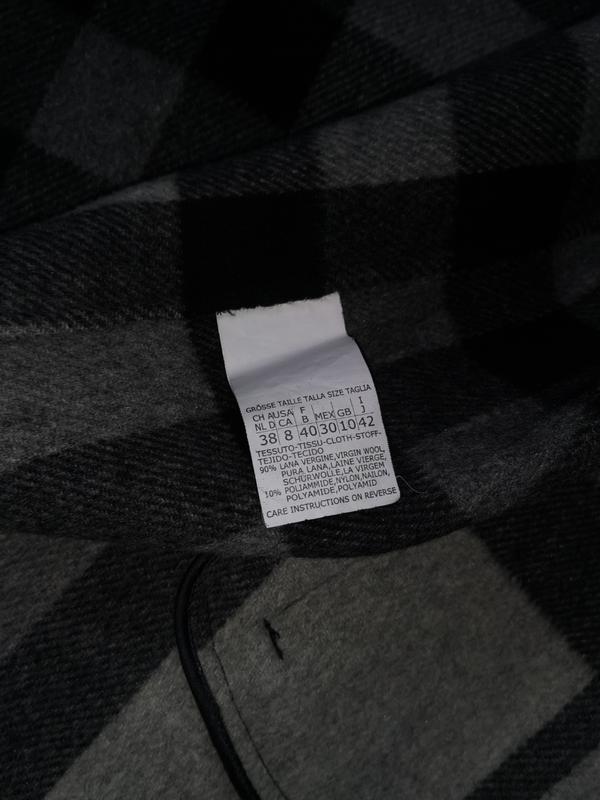 GRÖSSE TAILLE TALLA SIZE TAGLIA
CH A USA F I
NL D CA B MEX GB J
38 8 40 30 10 42
TESSUTO-TISSU-CLOTH-STOFF-
TEJIDO-TECIDO
90% LANA VERGINE,VIRGIN WOOL,
PURA LANA,LAINE VIERGE,
SCHURWOLLE,LA VIRGEM
10% POLIAMMIDE,NYLON,NAILON,
POLYAMIDE,POLYAMID
CARE INSTRUCTIONS ON REVERSE